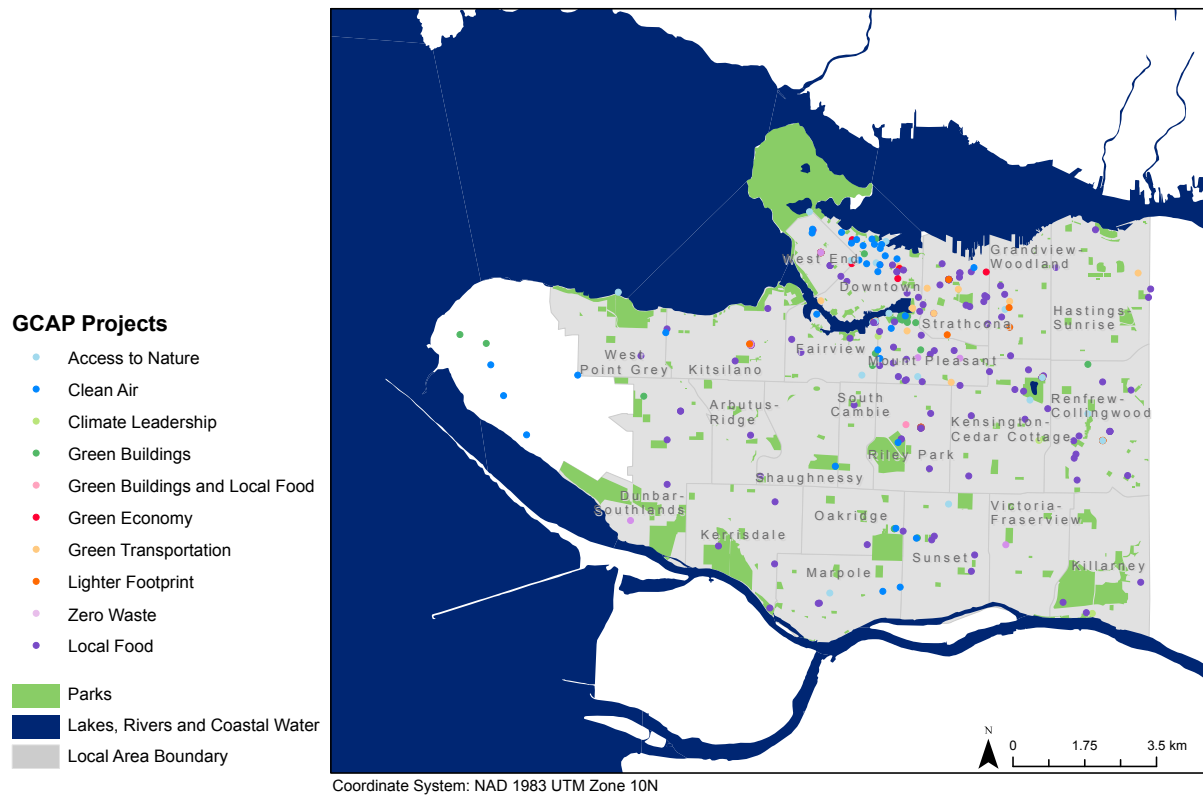 GCAP Projects
Access to Nature
Clean Air
Climate Leadership
Green Buildings
Green Buildings and Local Food
Green Economy
Green Transportation
Lighter Footprint
Zero Waste
Local Food
Parks
Lakes, Rivers and Coastal Water
Local Area Boundary
West End
Downtown
Grandview-
Woodland
Strathcona
Hastings-
Sunrise
West
Point Grey
Kitsilano
Fairview
Mount Pleasant
Arbutus-
Ridge
South
Cambie
Kensington-
Cedar Cottage
Renfrew-
Collingwood
Riley Park
Shaughnessy
Dunbar-
Southlands
Kerrisdale
Oakridge
Victoria-
Fraserview
Sunset
Marpole
Killarney
N
0 1.75 3.5 km
Coordinate System: NAD 1983 UTM Zone 10N